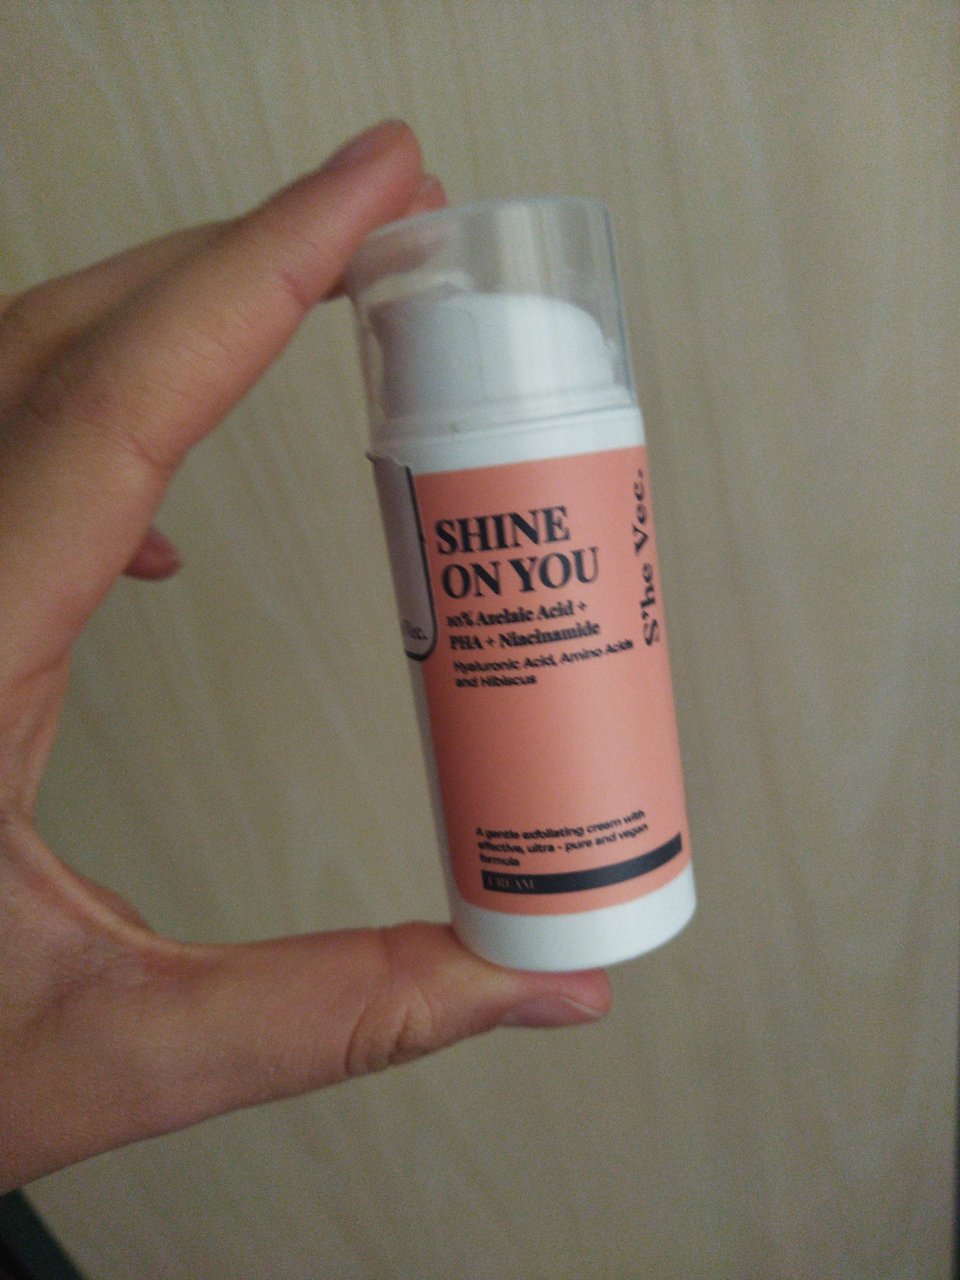 SHINE
ON YOU
10% Azelaic Acid +
PHA + Niacinamide
Hyaluronic Acid, Amino Acids
and Hibiscus
A gentle exfoliating cream with
effective, ultra - pure and vegan
formula
CREAM
S'he Vec.